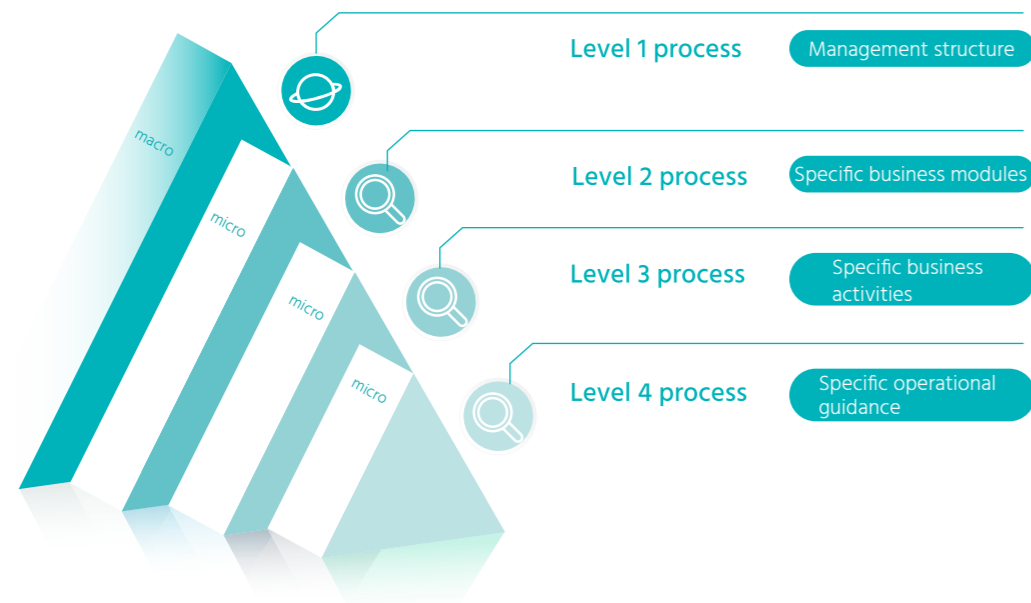 Level 1 process
Management structure
macro
Level 2 process
Specific business modules
micro
Level 3 process
Specific business
activities
micro
Level 4 process
Specific operational
guidance
micro